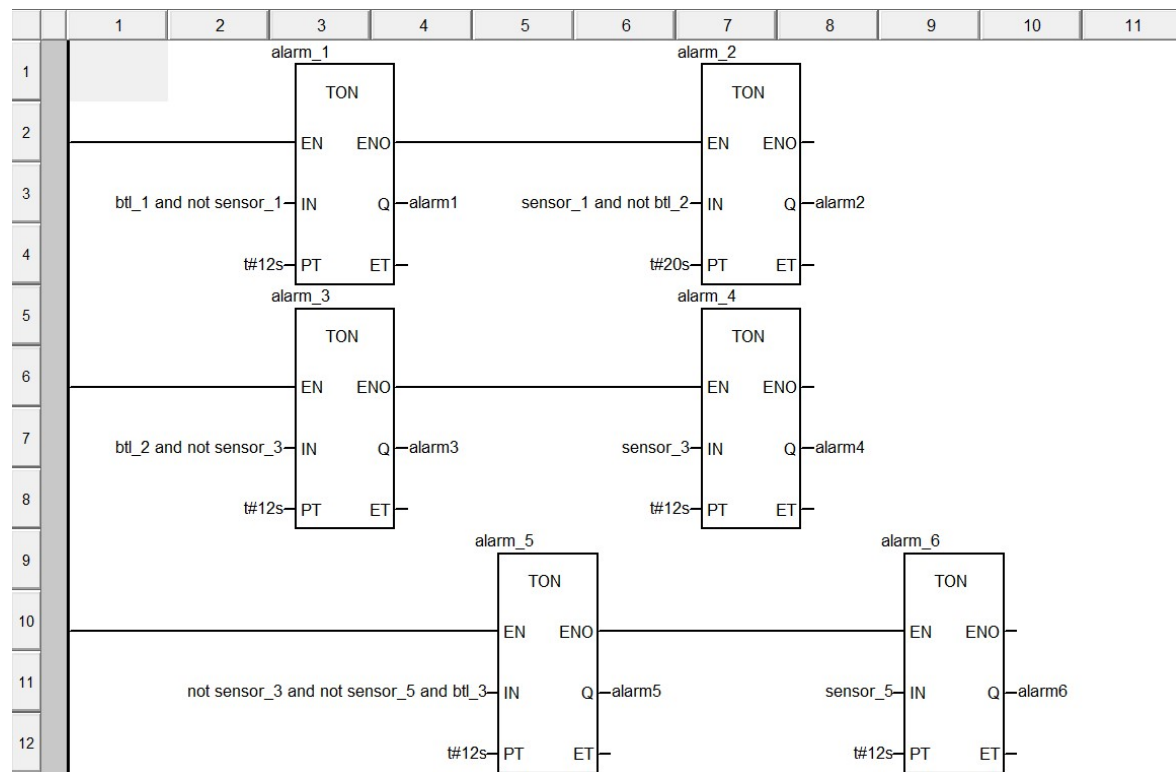 1 2 3 4 5 6 7 8 9 10 11
alarm_1 alarm_2
1 TON TON
2 EN ENO EN ENO
3 btl_1 and not sensor_1 IN Q alarm1 sensor_1 and not btl_2 IN Q alarm2
4 t#12s PT ET t#20s PT ET
alarm_3 alarm_4
5 TON TON
6 EN ENO EN ENO
7 btl_2 and not sensor_3 IN Q alarm3 sensor_3 IN Q alarm4
8 t#12s PT ET t#12s PT ET
alarm_5 alarm_6
9 TON TON
10 EN ENO EN ENO
11 not sensor_3 and not sensor_5 and btl_3 IN Q alarm5 sensor_5 IN Q alarm6
12 t#12s PT ET t#12s PT ET